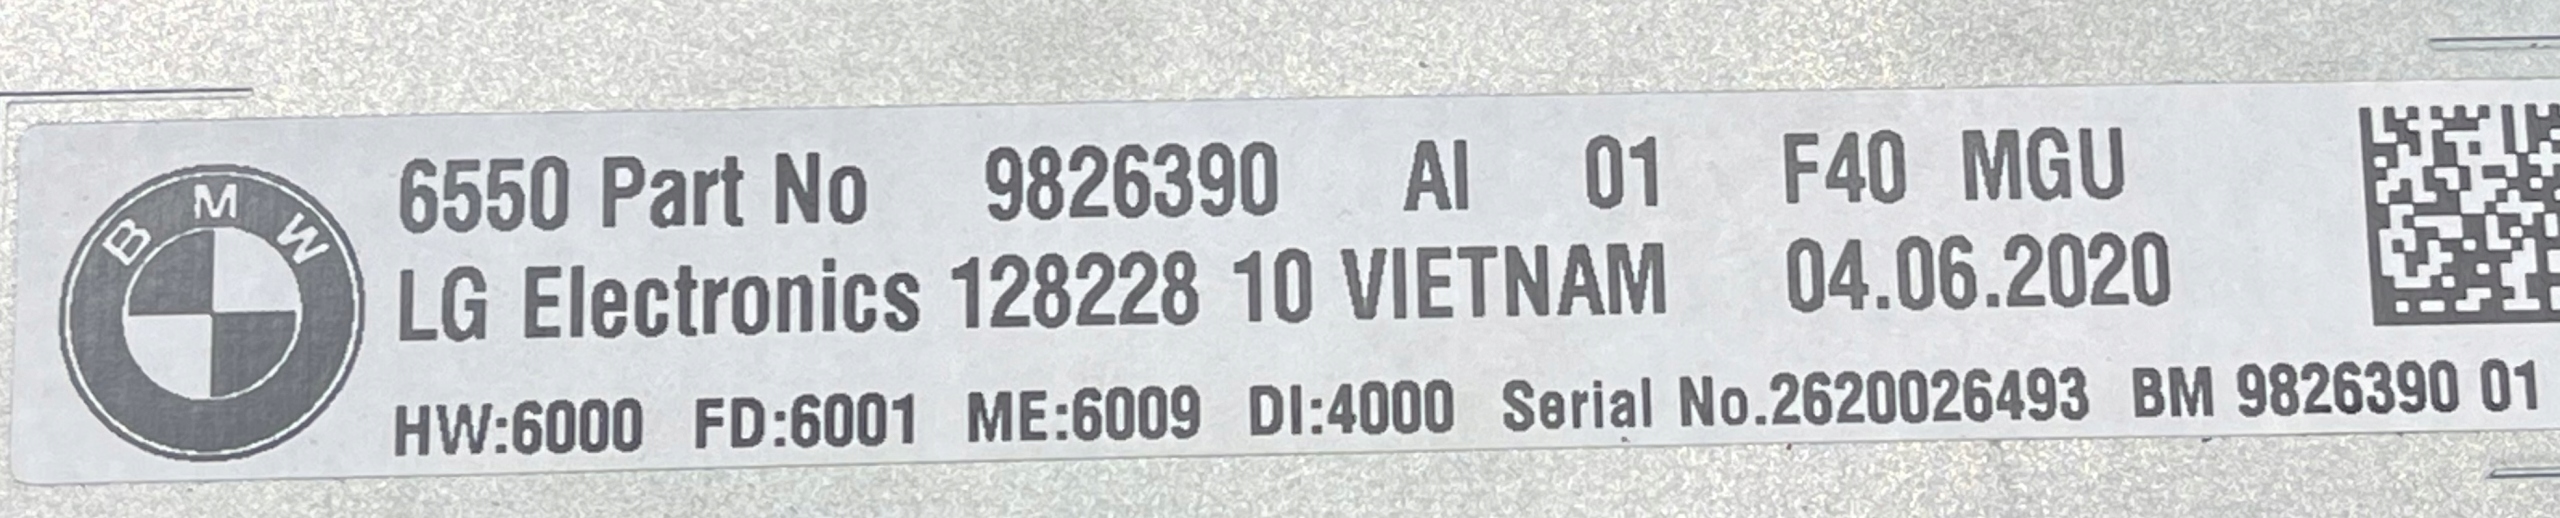 BMW
6550 Part No 9826390 AI 01 F40 MGU
LG Electronics 128228 10 VIETNAM 04.06.2020
HW:6000 FD:6001 ME:6009 DI:4000 Serial No.2620026493 BM 9826390 01